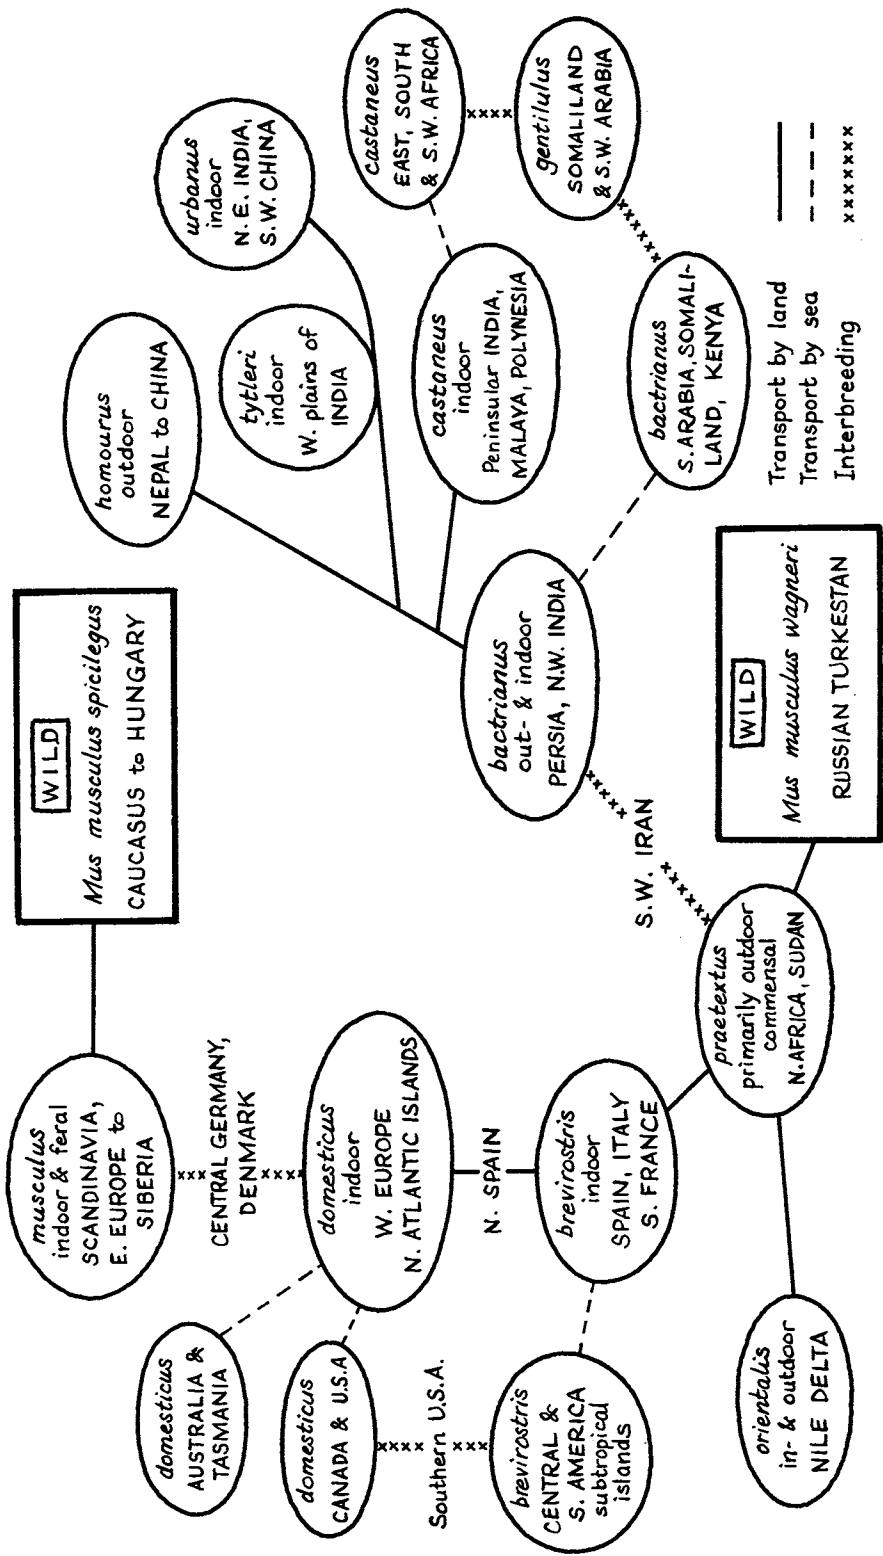 musculus
indoor & feral
SCANDINAVIA,
E. EUROPE to
SIBERIA
WILD
Mus musculus spicilegus
CAUCASUS to HUNGARY
homourus
outdoor
NEPAL to CHINA
urbanus
indoor
N.E. INDIA,
S.W. CHINA
domesticus
AUSTRALIA &
TASMANIA
CENTRAL GERMANY,
DENMARK
tytleri
indoor
W. plains of
INDIA
domesticus
CANADA & U.S.A
domesticus
indoor
W. EUROPE
N. ATLANTIC ISLANDS
castaneus
indoor
Peninsular INDIA,
MALAYA, POLYNESIA
castaneus
EAST, SOUTH
& S.W. AFRICA
Southern U.S.A.
N. SPAIN
bactrianus
out- & indoor
PERSIA, N.W. INDIA
gentilulus
SOMALILAND
& S.W. ARABIA
brevirostris
CENTRAL &
S. AMERICA
subtropical
islands
brevirostris
indoor
SPAIN, ITALY
S. FRANCE
S.W. IRAN
bactrianus
S. ARABIA, SOMALI-
LAND, KENYA
orientalis
in- & outdoor
NILE DELTA
praetextus
primarily outdoor
commensal
N. AFRICA, SUDAN
WILD
Mus musculus wagneri
RUSSIAN TURKESTAN
Transport by land
Transport by sea
Interbreeding